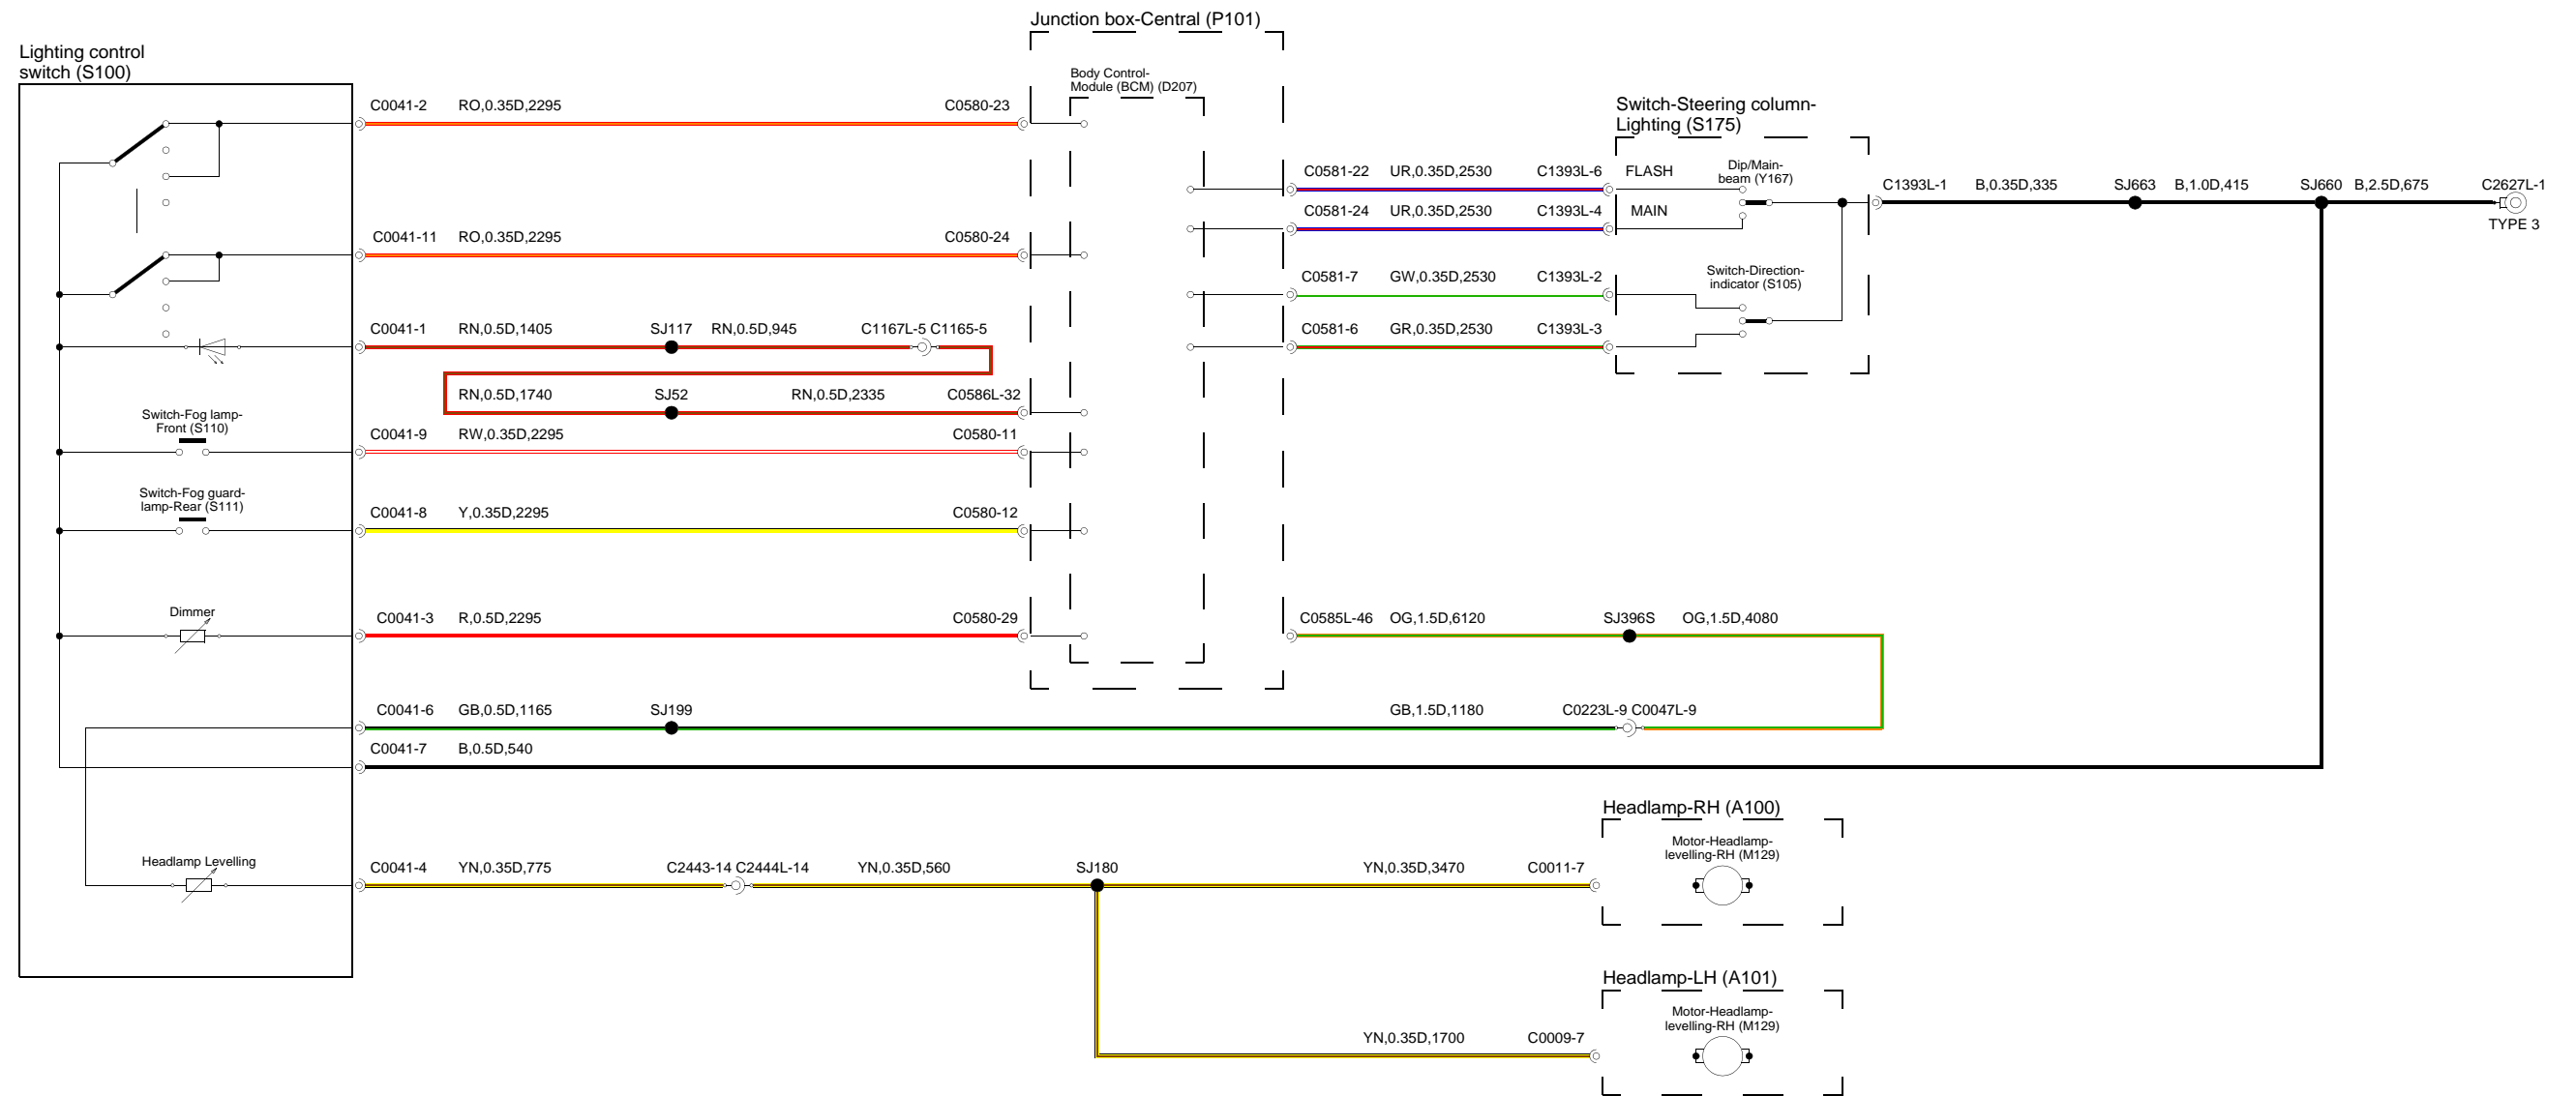 Junction box-Central (P101)
Lighting control
switch (S100)
Body Control-
Module (BCM) (D207)
C0041-2 RO,0.35D,2295 C0580-23
Switch-Steering column-
Lighting (S175)
C0581-22 UR,0.35D,2530 C1393L-6 FLASH
Dip/Main-
beam (Y167)
C1393L-1 B,0.35D,335 SJ663 B,1.0D,415 SJ660 B,2.5D,675 C2627L-1
TYPE 3
C0581-24 UR,0.35D,2530 C1393L-4 MAIN
C0041-11 RO,0.35D,2295 C0580-24
C0581-7 GW,0.35D,2530 C1393L-2
Switch-Direction-
indicator (S105)
C0041-1 RN,0.5D,1405 SJ117 RN,0.5D,945 C1167L-5 C1165-5
C0581-6 GR,0.35D,2530 C1393L-3
RN,0.5D,1740 SJ52 RN,0.5D,2335 C0586L-32
Switch-Fog lamp-
Front (S110)
C0041-9 RW,0.35D,2295 C0580-11
Switch-Fog guard-
lamp-Rear (S111)
C0041-8 Y,0.35D,2295 C0580-12
Dimmer
C0041-3 R,0.5D,2295 C0580-29
C0585L-46 OG,1.5D,6120 SJ396S OG,1.5D,4080
C0041-6 GB,0.5D,1165 SJ199 GB,1.5D,1180 C0223L-9 C0047L-9
C0041-7 B,0.5D,540
Headlamp-RH (A100)
Motor-Headlamp-
levelling-RH (M129)
Headlamp Levelling
C0041-4 YN,0.35D,775 C2443-14 C2444L-14 YN,0.35D,560 SJ180 YN,0.35D,3470 C0011-7
Headlamp-LH (A101)
Motor-Headlamp-
levelling-RH (M129)
YN,0.35D,1700 C0009-7